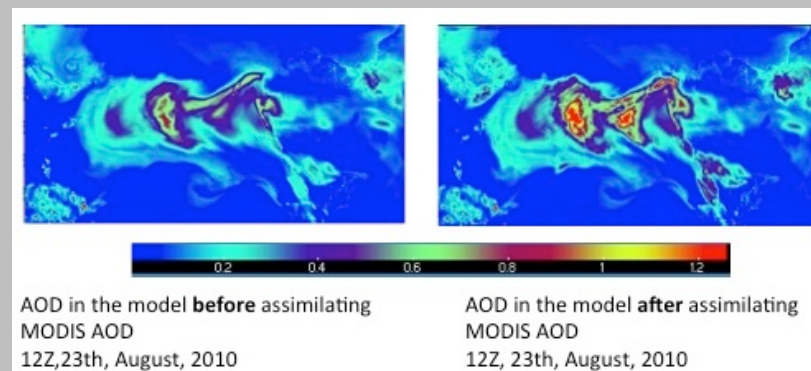 0.2 0.4 0.6 0.8 1 1.2
AOD in the model before assimilating
MODIS AOD
12Z,23th, August, 2010
AOD in the model after assimilating
MODIS AOD
12Z, 23th, August, 2010